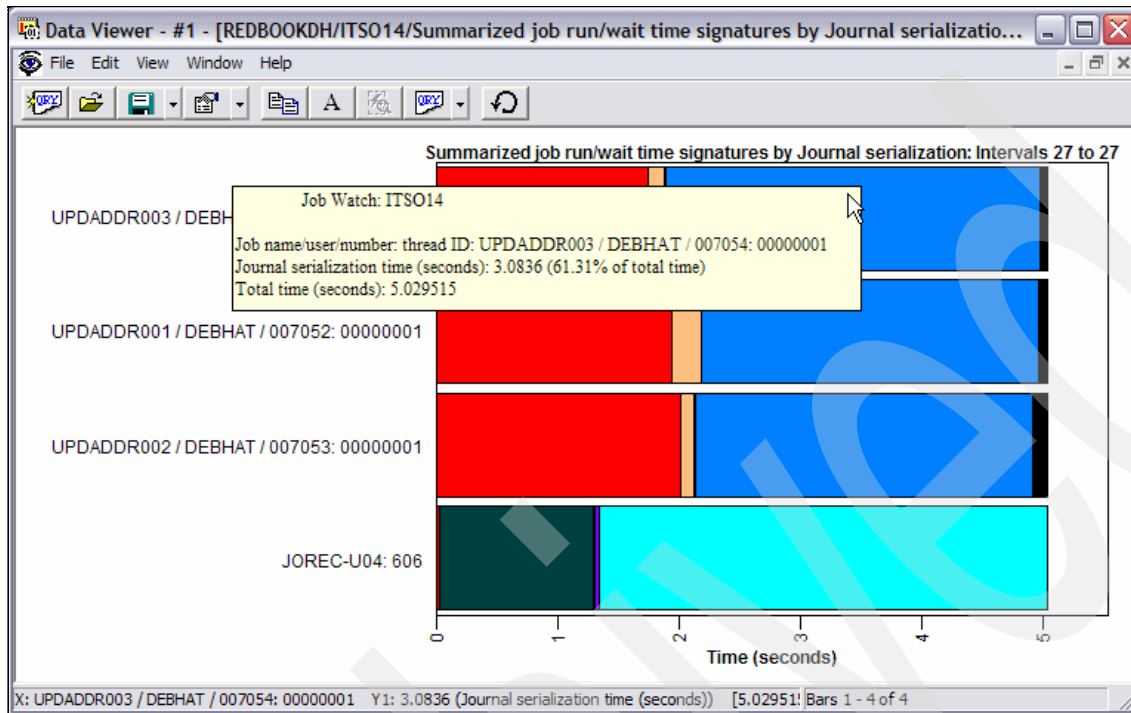 Data Viewer - #1 - [REDBOOKDH/ITSO14/Summarized job run/wait time signatures by Journal serializatio...
File Edit View Window Help
QRY A QRY
Summarized job run/wait time signatures by Journal serialization: Intervals 27 to 27
UPDADDR003 / DEBH
Job Watch: ITSO14
Job name/user/number: thread ID: UPDADDR003 / DEBHAT / 007054: 00000001
Journal serialization time (seconds): 3.0836 (61.31% of total time)
Total time (seconds): 5.029515
UPDADDR001 / DEBHAT / 007052: 00000001
UPDADDR002 / DEBHAT / 007053: 00000001
JOREC-U04: 606
0 1 2 3 4 5
Time (seconds)
X: UPDADDR003 / DEBHAT / 007054: 00000001 Y1: 3.0836 (Journal serialization time (seconds)) [5.029515 Bars 1 - 4 of 4